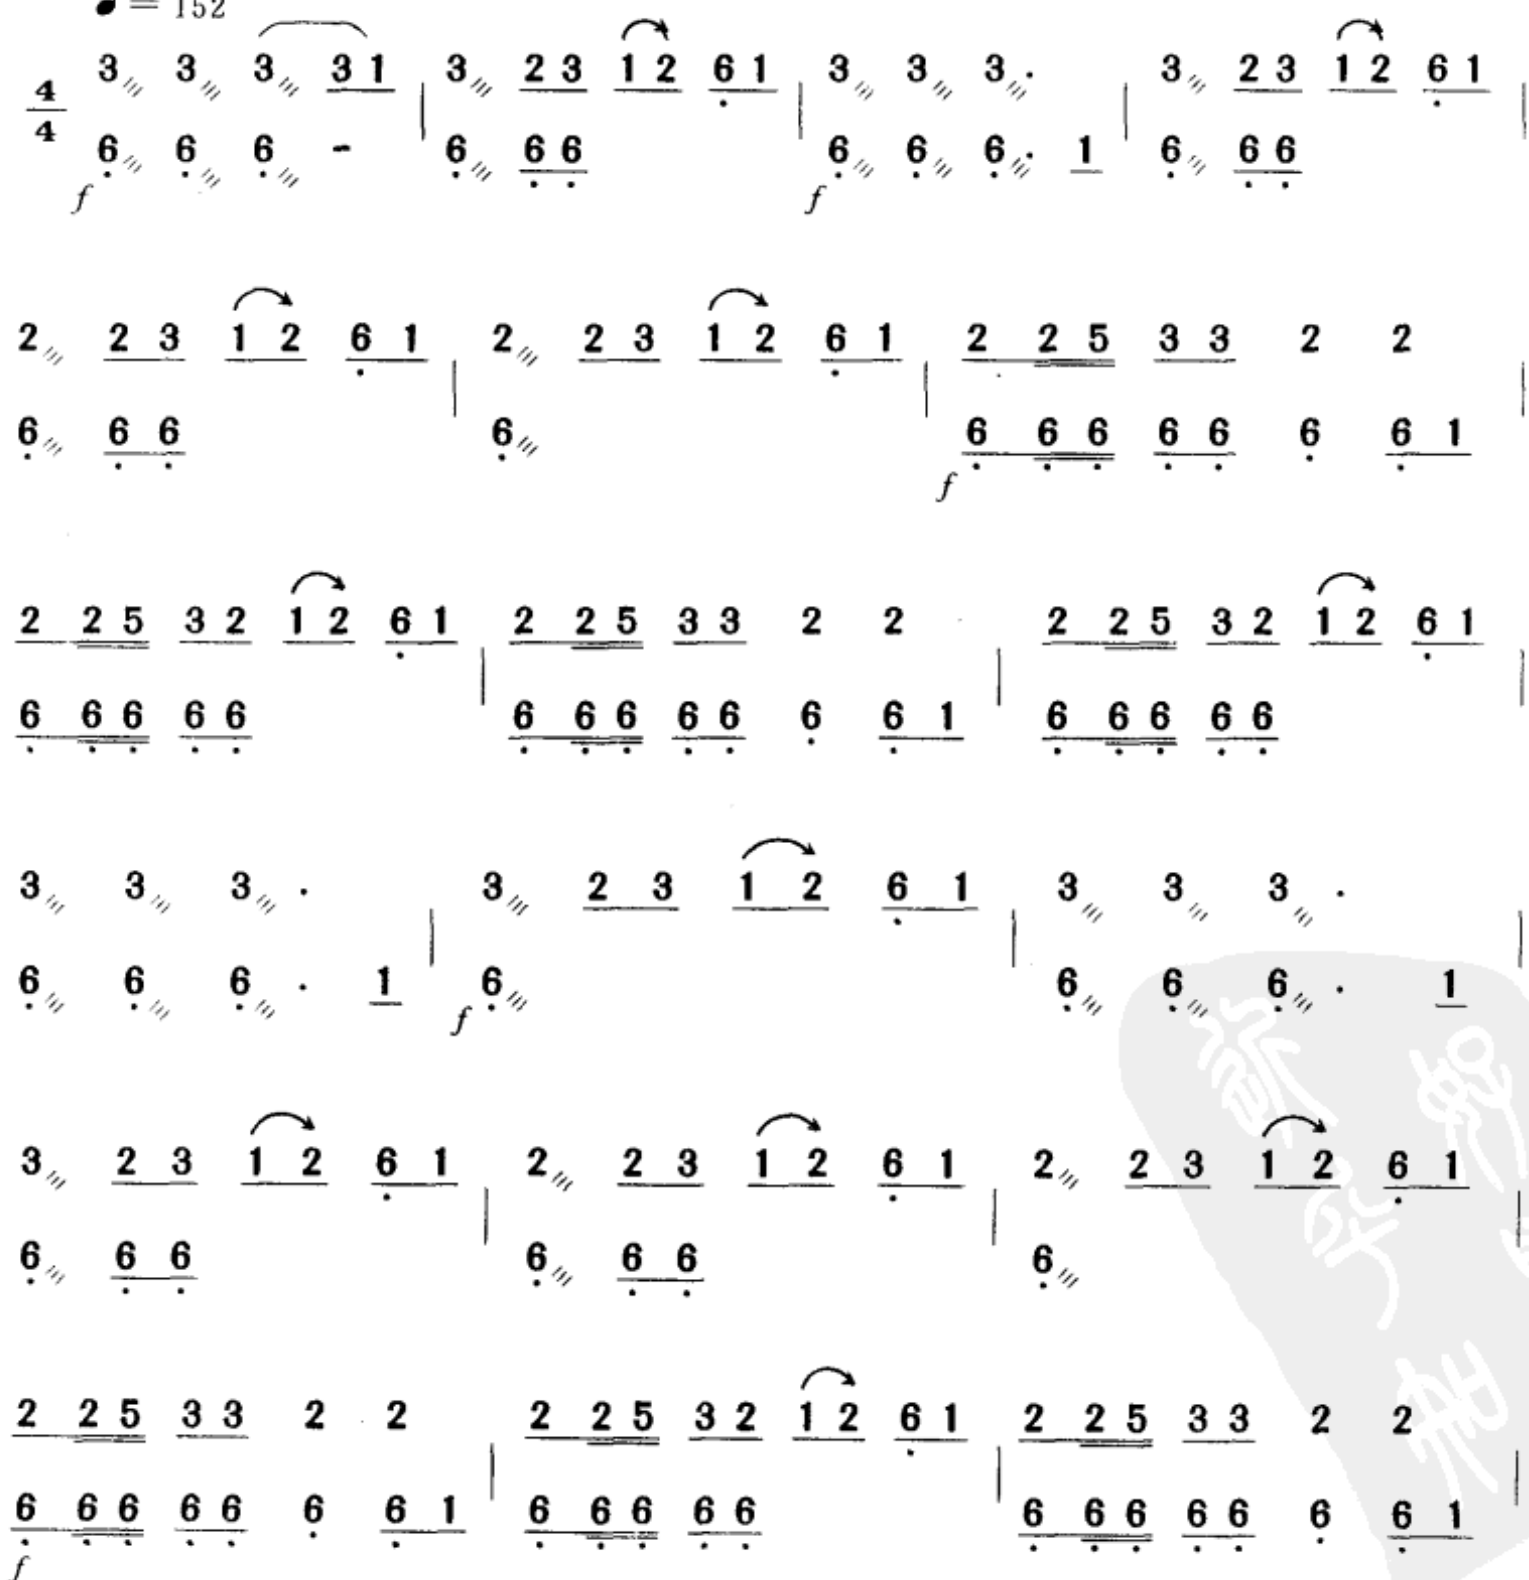 ♩= 152
4/4 3 3 3 3 1 | 3 2 3 1 2 6̣ 1 | 3 3 3 · | 3 2 3 1 2 6̣ 1 |
6̣ 6̣ 6̣ - | 6̣ 6̣ 6̣ | 6̣ 6̣ 6̣ · 1 | 6̣ 6̣ 6̣ |
f f
2 2 3 1 2 6̣ 1 | 2 2 3 1 2 6̣ 1 | 2 2 5 3 3 2 2 |
6̣ 6̣ 6̣ | 6̣ | 6̣ 6̣ 6̣ 6̣ 6̣ 6̣ 6̣ 1 |
f
2 2 5 3 2 1 2 6̣ 1 | 2 2 5 3 3 2 2 | 2 2 5 3 2 1 2 6̣ 1 |
6̣ 6̣ 6̣ 6̣ 6̣ | 6̣ 6̣ 6̣ 6̣ 6̣ 6̣ 6̣ 1 | 6̣ 6̣ 6̣ 6̣ 6̣ |
3 3 3 · | 3 2 3 1 2 6̣ 1 | 3 3 3 · |
6̣ 6̣ 6̣ · 1 | 6̣ | 6̣ 6̣ 6̣ · 1 |
f
3 2 3 1 2 6̣ 1 | 2 2 3 1 2 6̣ 1 | 2 2 3 1 2 6̣ 1 |
6̣ 6̣ 6̣ | 6̣ 6̣ 6̣ | 6̣ |
2 2 5 3 3 2 2 | 2 2 5 3 2 1 2 6̣ 1 | 2 2 5 3 3 2 2 |
6̣ 6̣ 6̣ 6̣ 6̣ 6̣ 6̣ 1 | 6̣ 6̣ 6̣ 6̣ 6̣ | 6̣ 6̣ 6̣ 6̣ 6̣ 6̣ 6̣ 1 |
f